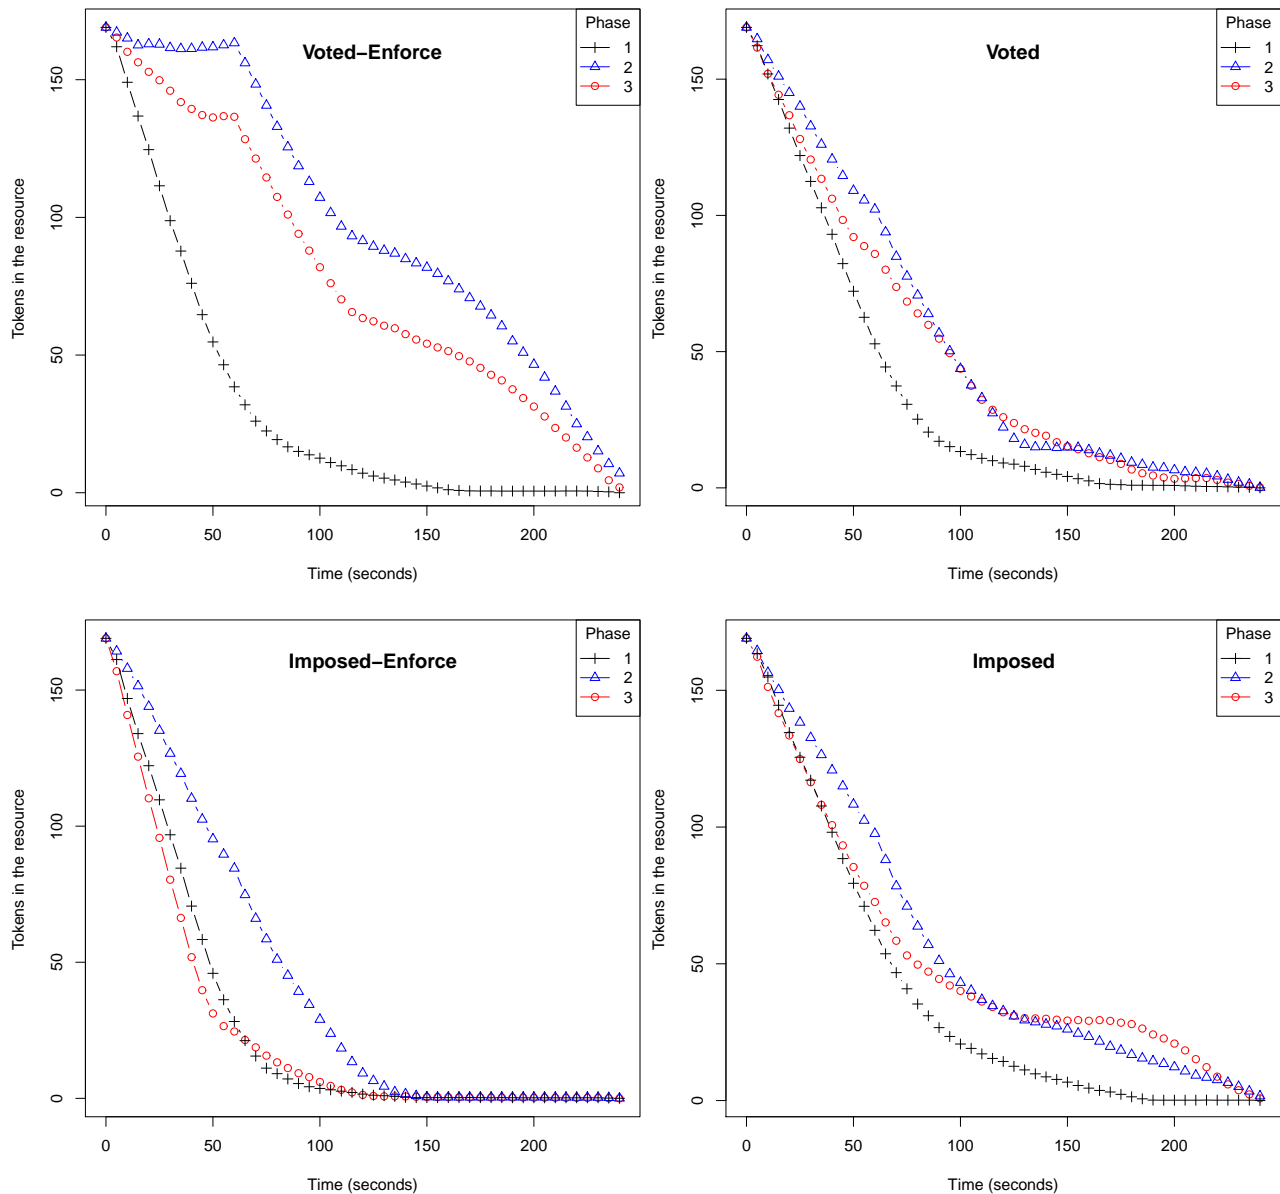 Voted−Enforce
Phase
1
2
3
Tokens in the resource
150
100
50
0
0 50 100 150 200
Time (seconds)
Voted
Phase
1
2
3
Tokens in the resource
150
100
50
0
0 50 100 150 200
Time (seconds)
Imposed−Enforce
Phase
1
2
3
Tokens in the resource
150
100
50
0
0 50 100 150 200
Time (seconds)
Imposed
Phase
1
2
3
Tokens in the resource
150
100
50
0
0 50 100 150 200
Time (seconds)